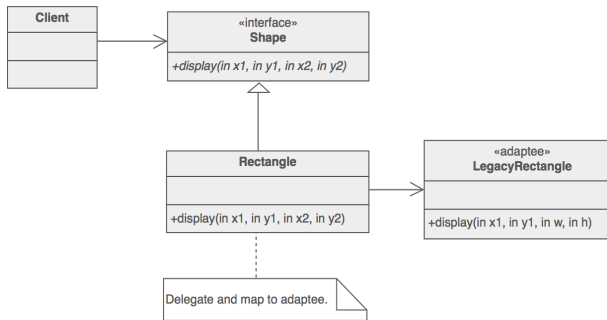 Client
«interface»
Shape
+display(in x1, in y1, in x2, in y2)
Rectangle
+display(in x1, in y1, in x2, in y2)
«adaptee»
LegacyRectangle
+display(in x1, in y1, in w, in h)
Delegate and map to adaptee.